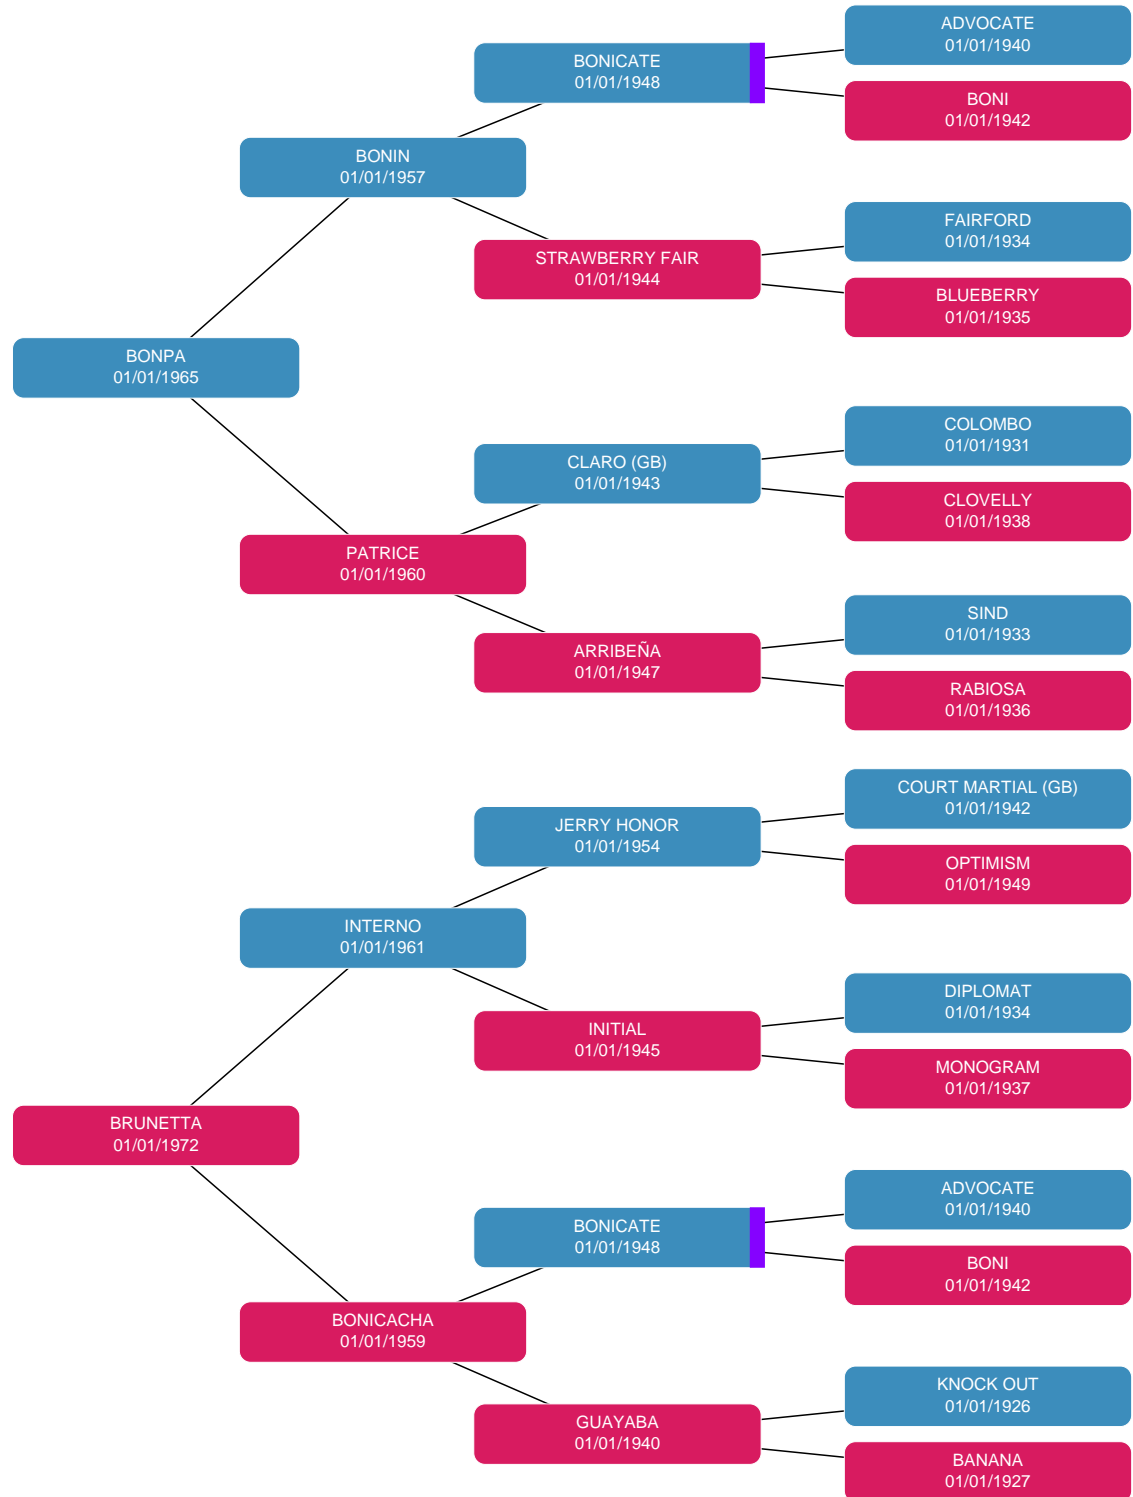 ADVOCATE
01/01/1940
BONICATE
01/01/1948
BONI
01/01/1942
BONIN
01/01/1957
FAIRFORD
01/01/1934
STRAWBERRY FAIR
01/01/1944
BLUEBERRY
01/01/1935
BONPA
01/01/1965
COLOMBO
01/01/1931
CLARO (GB)
01/01/1943
CLOVELLY
01/01/1938
PATRICE
01/01/1960
SIND
01/01/1933
ARRIBEÑA
01/01/1947
RABIOSA
01/01/1936
COURT MARTIAL (GB)
01/01/1942
JERRY HONOR
01/01/1954
OPTIMISM
01/01/1949
INTERNO
01/01/1961
DIPLOMAT
01/01/1934
INITIAL
01/01/1945
MONOGRAM
01/01/1937
BRUNETTA
01/01/1972
ADVOCATE
01/01/1940
BONICATE
01/01/1948
BONI
01/01/1942
BONICACHA
01/01/1959
KNOCK OUT
01/01/1926
GUAYABA
01/01/1940
BANANA
01/01/1927